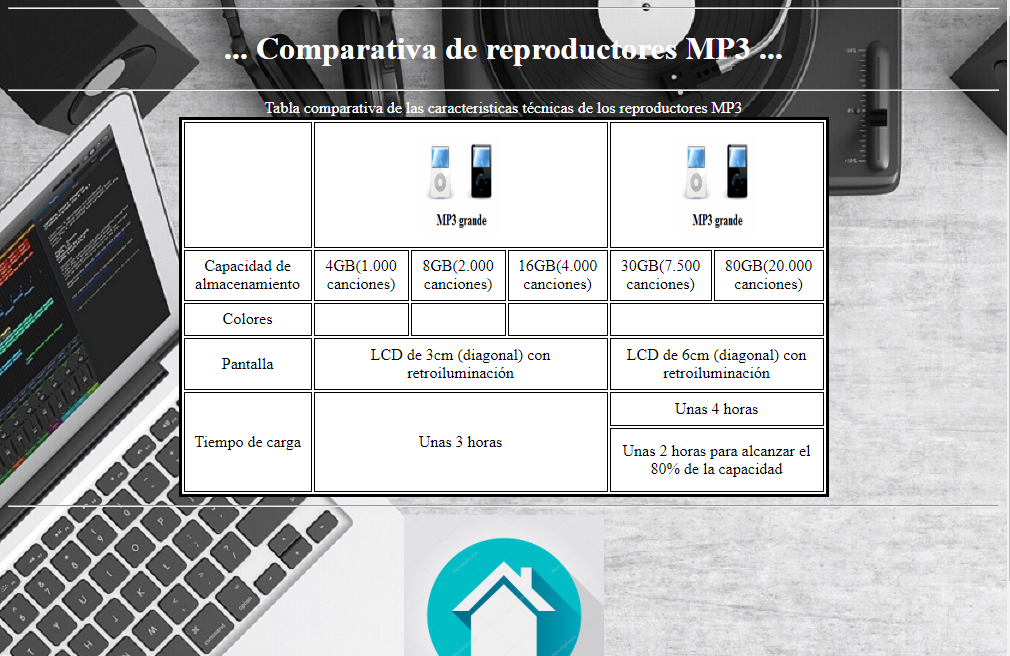 ... Comparativa de reproductores MP3 ...
Tabla comparativa de las caracteristicas técnicas de los reproductores MP3
MP3 grande
MP3 grande
Capacidad de
almacenamiento
4GB(1.000
canciones)
8GB(2.000
canciones)
16GB(4.000
canciones)
30GB(7.500
canciones)
80GB(20.000
canciones)
Colores
Pantalla
LCD de 3cm (diagonal) con
retroiluminación
LCD de 6cm (diagonal) con
retroiluminación
Tiempo de carga
Unas 3 horas
Unas 4 horas
Unas 2 horas para alcanzar el
80% de la capacidad